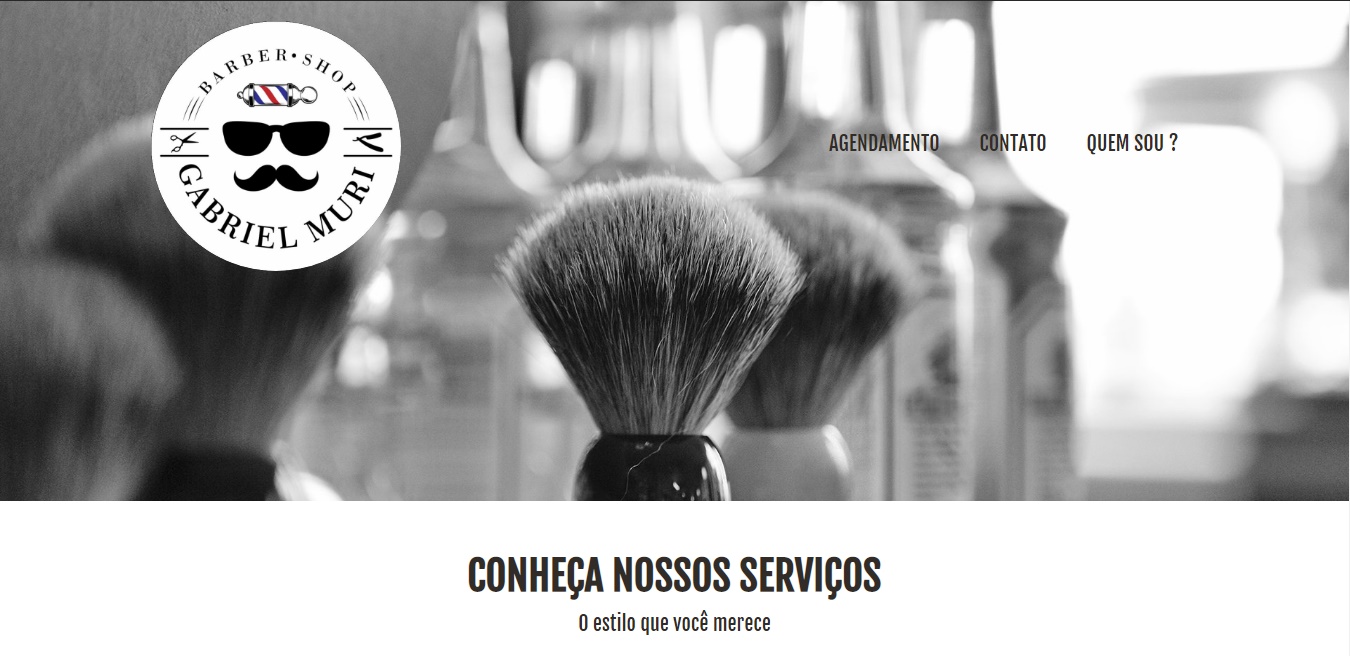 BARBER•SHOP
GABRIEL MURI
AGENDAMENTO CONTATO QUEM SOU ?
CONHEÇA NOSSOS SERVIÇOS
O estilo que você merece